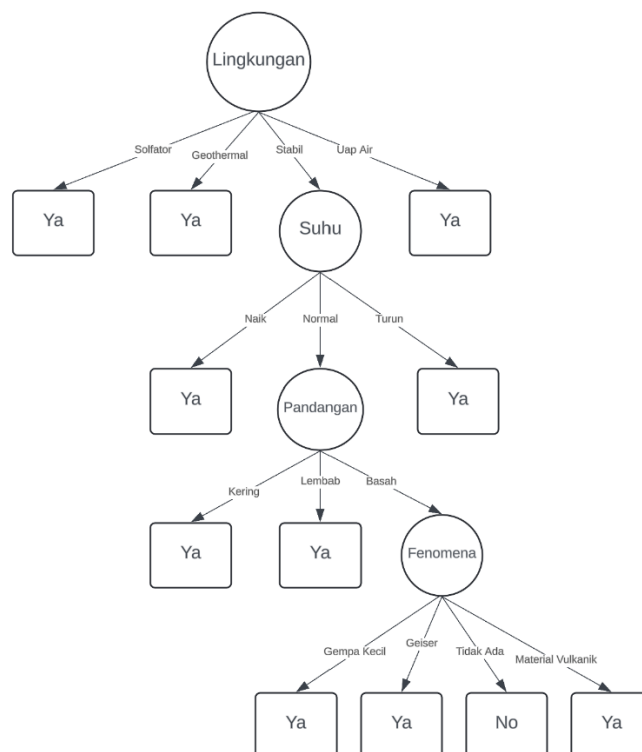 Lingkungan
Solfator
Geothermal
Stabil
Uap Air
Ya
Ya
Suhu
Ya
Naik
Normal
Turun
Ya
Pandangan
Ya
Kering
Lembab
Basah
Ya
Ya
Fenomena
Gempa Kecil
Geiser
Tidak Ada
Material Vulkanik
Ya
Ya
No
Ya